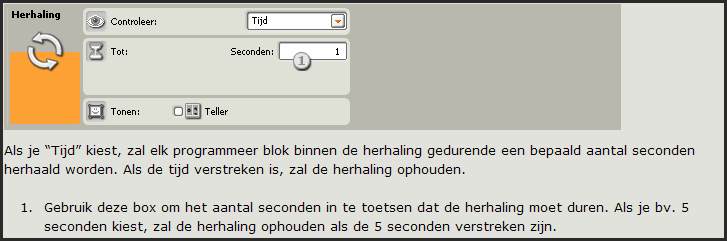 Herhaling
Controleer: Tijd
Tot: Seconden: 1
1
Tonen: Teller
Als je “Tijd” kiest, zal elk programmeer blok binnen de herhaling gedurende een bepaald aantal seconden
herhaald worden. Als de tijd verstreken is, zal de herhaling ophouden.
1. Gebruik deze box om het aantal seconden in te toetsen dat de herhaling moet duren. Als je bv. 5
seconden kiest, zal de herhaling ophouden als de 5 seconden verstreken zijn.